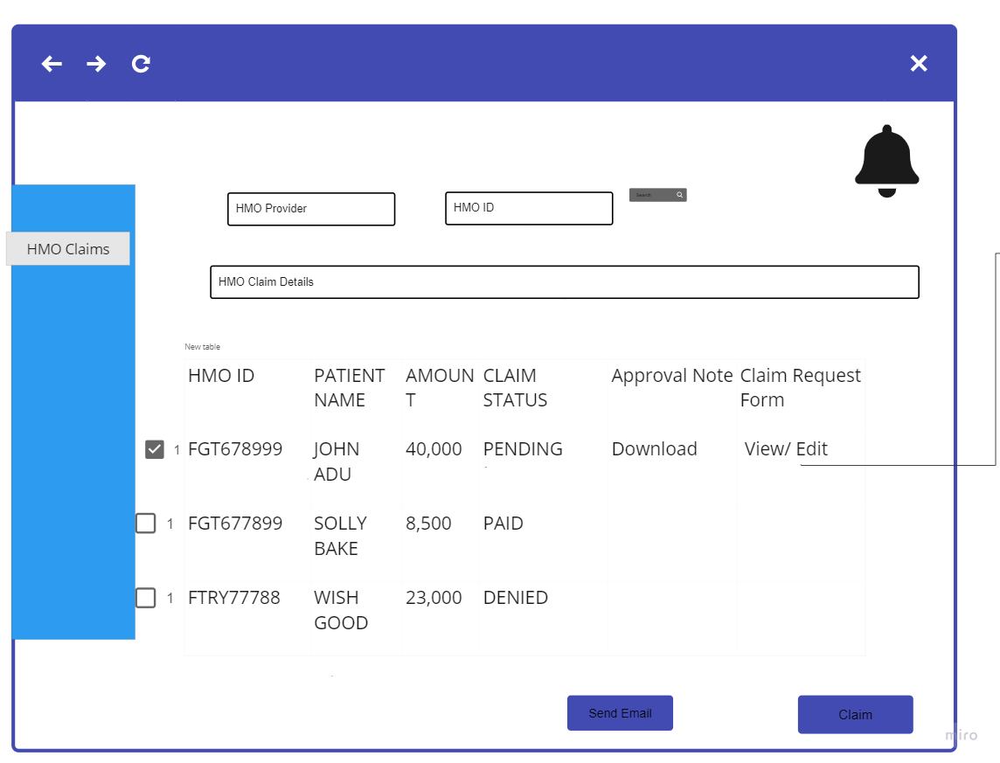 HMO Provider
HMO ID
Search
HMO Claims
HMO Claim Details
New table
HMO ID
PATIENT
NAME
AMOUN
T
CLAIM
STATUS
Approval Note
Claim Request
Form
1
FGT678999
JOHN
ADU
40,000
PENDING
Download
View/ Edit
1
FGT677899
SOLLY
BAKE
8,500
PAID
1
FTRY77788
WISH
GOOD
23,000
DENIED
Send Email
Claim
miro